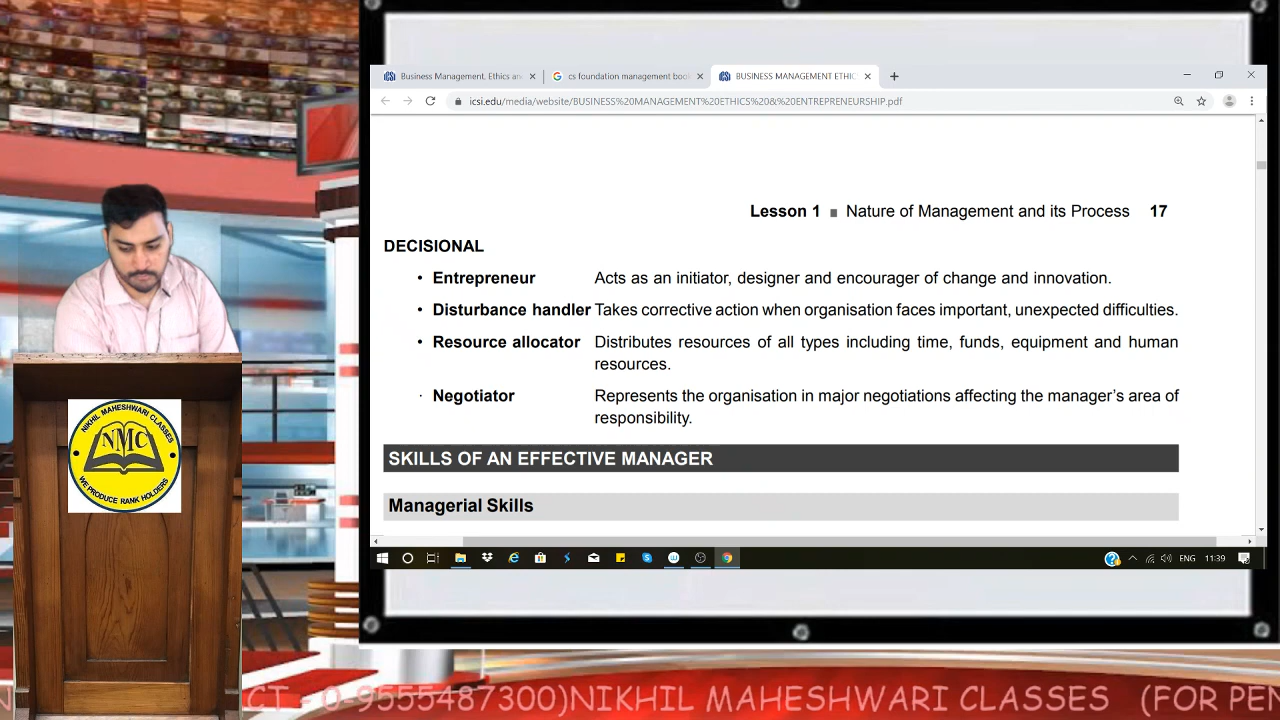 Business Management, Ethics an
cs foundation management boo
BUSINESS MANAGEMENT ETHIC
icsi.edu/media/website/BUSINESS%20MANAGEMENT%20ETHICS%20&%20ENTREPRENEURSHIP.pdf
Lesson 1 ■ Nature of Management and its Process 17
DECISIONAL
• Entrepreneur Acts as an initiator, designer and encourager of change and innovation.
• Disturbance handler Takes corrective action when organisation faces important, unexpected difficulties.
• Resource allocator Distributes resources of all types including time, funds, equipment and human
resources.
· Negotiator Represents the organisation in major negotiations affecting the manager's area of
responsibility.
SKILLS OF AN EFFECTIVE MANAGER
Managerial Skills
ENG 11:39
NIKHIL MAHESHWARI CLASSES
NMC
WE PRODUCE RANK HOLDERS
CT - 0-9555487300)NIKHIL MAHESHWARI CLASSES (FOR PEN